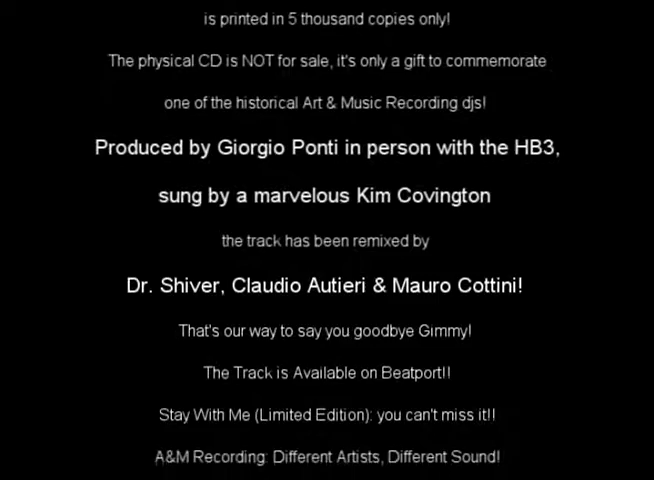 is printed in 5 thousand copies only!
The physical CD is NOT for sale, it's only a gift to commemorate
one of the historical Art & Music Recording djs!
Produced by Giorgio Ponti in person with the HB3,
sung by a marvelous Kim Covington
the track has been remixed by
Dr. Shiver, Claudio Autieri & Mauro Cottini!
That's our way to say you goodbye Gimmy!
The Track is Available on Beatport!!
Stay With Me (Limited Edition): you can't miss it!!
A&M Recording: Different Artists, Different Sound!